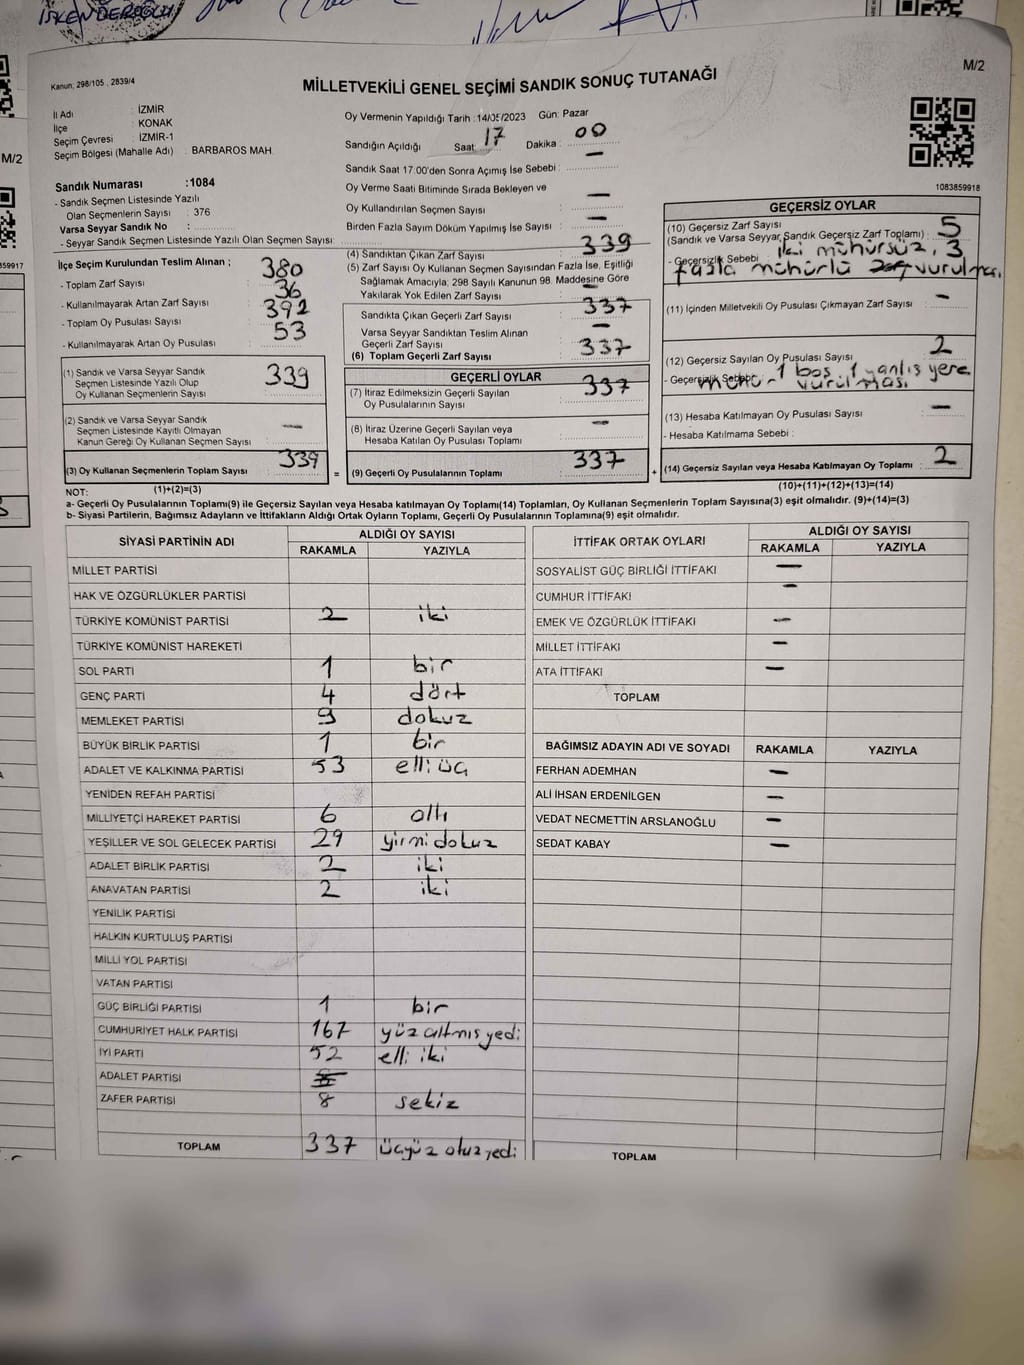 İSKENDEROĞLU
M/2
Kanun, 298/105 , 2839/4
MİLLETVEKİLİ GENEL SEÇİMİ SANDIK SONUÇ TUTANAĞI
M/2
İl Adı : İZMİR
İlçe : KONAK
Seçim Çevresi : İZMİR-1
Seçim Bölgesi (Mahalle Adı) : BARBAROS MAH.
Sandık Numarası :1084
- Sandık Seçmen Listesinde Yazılı
Olan Seçmenlerin Sayısı : 376
Varsa Seyyar Sandık No :
- Seyyar Sandık Seçmen Listesinde Yazılı Olan Seçmen Sayısı :
Oy Vermenin Yapıldığı Tarih :14/05/2023 Gün: Pazar
Sandığın Açıldığı Saat 17 Dakika : 00
Sandık Saat 17:00'den Sonra Açımış İse Sebebi : —
Oy Verme Saati Bitiminde Sırada Bekleyen ve
Oy Kullandırılan Seçmen Sayısı : —
Birden Fazla Sayım Döküm Yapılmış İse Sayısı : —
1083859918
İlçe Seçim Kurulundan Teslim Alınan ;
- Toplam Zarf Sayısı : 380
- Kullanılmayarak Artan Zarf Sayısı : 36
- Toplam Oy Pusulası Sayısı : 392
- Kullanılmayarak Artan Oy Pusulası : 53
(1) Sandık ve Varsa Seyyar Sandık
Seçmen Listesinde Yazılı Olup
Oy Kullanan Seçmenlerin Sayısı : 339
(2) Sandık ve Varsa Seyyar Sandık
Seçmen Listesinde Kayıtlı Olmayan
Kanun Gereği Oy Kullanan Seçmen Sayısı : —
(3) Oy Kullanan Seçmenlerin Toplam Sayısı : 339
(1)+(2)=(3)
(4) Sandıktan Çıkan Zarf Sayısı : 339
(5) Zarf Sayısı Oy Kullanan Seçmen Sayısından Fazla İse, Eşitliği
Sağlamak Amacıyla, 298 Sayılı Kanunun 98. Maddesine Göre
Yakılarak Yok Edilen Zarf Sayısı : —
Sandıkta Çıkan Geçerli Zarf Sayısı : 337
Varsa Seyyar Sandıktan Teslim Alınan
Geçerli Zarf Sayısı : —
(6) Toplam Geçerli Zarf Sayısı : 337
GEÇERLİ OYLAR
(7) İtiraz Edilmeksizin Geçerli Sayılan
Oy Pusulalarının Sayısı : 337
(8) İtiraz Üzerine Geçerli Sayılan veya
Hesaba Katılan Oy Pusulası Toplamı : —
= (9) Geçerli Oy Pusulalarının Toplamı : 337
GEÇERSİZ OYLAR
(10) Geçersiz Zarf Sayısı : 5
(Sandık ve Varsa Seyyar Sandık Geçersiz Zarf Toplamı)
- Geçersizlik Sebebi : iki mühürsüz, 3
fazla mühürlü vurulması.
(11) İçinden Milletvekili Oy Pusulası Çıkmayan Zarf Sayısı : —
(12) Geçersiz Sayılan Oy Pusulası Sayısı : 2
- Geçersizlik Sebebi : 1 boş, 1 yanlış yere
vurulması.
(13) Hesaba Katılmayan Oy Pusulası Sayısı : —
- Hesaba Katılmama Sebebi :
+ (14) Geçersiz Sayılan veya Hesaba Katılmayan Oy Toplamı : 2
(10)+(11)+(12)+(13)=(14)
NOT:
a- Geçerli Oy Pusulalarının Toplamı(9) ile Geçersiz Sayılan veya Hesaba katılmayan Oy Toplamı(14) Toplamları, Oy Kullanan Seçmenlerin Toplam Sayısına(3) eşit olmalıdır. (9)+(14)=(3)
b- Siyasi Partilerin, Bağımsız Adayların ve İttifakların Aldığı Ortak Oyların Toplamı, Geçerli Oy Pusulalarının Toplamına(9) eşit olmalıdır.
SİYASİ PARTİNİN ADI
ALDIĞI OY SAYISI
RAKAMLA YAZIYLA
MİLLET PARTİSİ
HAK VE ÖZGÜRLÜKLER PARTİSİ
TÜRKİYE KOMÜNİST PARTİSİ 2 iki
TÜRKİYE KOMÜNİST HAREKETİ
SOL PARTİ 1 bir
GENÇ PARTİ 4 dört
MEMLEKET PARTİSİ 9 dokuz
BÜYÜK BİRLİK PARTİSİ 1 bir
ADALET VE KALKINMA PARTİSİ 53 elli üç
YENİDEN REFAH PARTİSİ
MİLLİYETÇİ HAREKET PARTİSİ 6 altı
YEŞİLLER VE SOL GELECEK PARTİSİ 29 yirmi dokuz
ADALET BİRLİK PARTİSİ 2 iki
ANAVATAN PARTİSİ 2 iki
YENİLİK PARTİSİ
HALKIN KURTULUŞ PARTİSİ
MİLLİ YOL PARTİSİ
VATAN PARTİSİ
GÜÇ BİRLİĞİ PARTİSİ 1 bir
CUMHURİYET HALK PARTİSİ 167 yüz altmış yedi
İYİ PARTİ 52 elli iki
ADALET PARTİSİ
ZAFER PARTİSİ 8 sekiz
TOPLAM 337 üçyüz otuz yedi
İTTİFAK ORTAK OYLARI
ALDIĞI OY SAYISI
RAKAMLA YAZIYLA
SOSYALİST GÜÇ BİRLİĞİ İTTİFAKI —
CUMHUR İTTİFAKI —
EMEK VE ÖZGÜRLÜK İTTİFAKI —
MİLLET İTTİFAKI —
ATA İTTİFAKI —
TOPLAM
BAĞIMSIZ ADAYIN ADI VE SOYADI RAKAMLA YAZIYLA
FERHAN ADEMHAN —
ALİ İHSAN ERDENİLGEN —
VEDAT NECMETTİN ARSLANOĞLU —
SEDAT KABAY —
TOPLAM